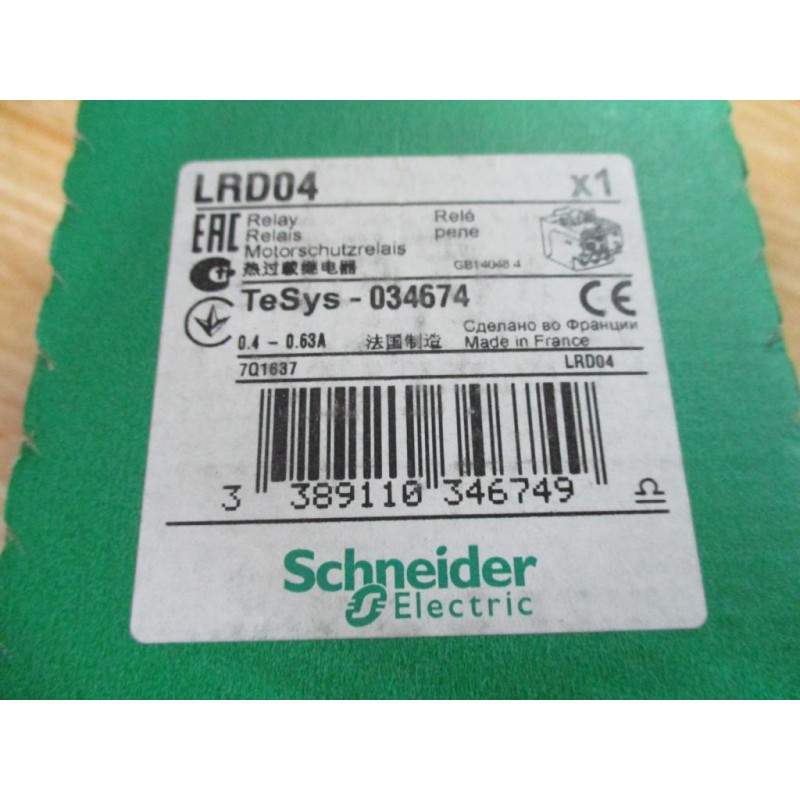 LRD04 x1
EAC Relay Relé
Relais реле
Motorschutzrelais
热过載继电器 GB14048.4
TeSys - 034674 CE
Сделано во Франции
0.4 - 0.63A 法国制造 Made in France
7Q1637 LRD04
3 389110 346749
Schneider
Electric